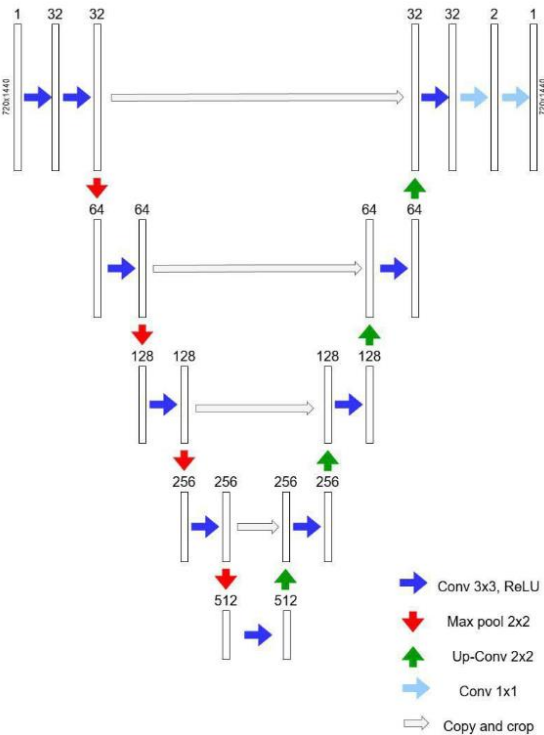 1 32 32 32 32 2 1
720x1440 720x1440
64 64 64 64
128 128 128 128
256 256 256 256
512 512
Conv 3x3, ReLU
Max pool 2x2
Up-Conv 2x2
Conv 1x1
Copy and crop